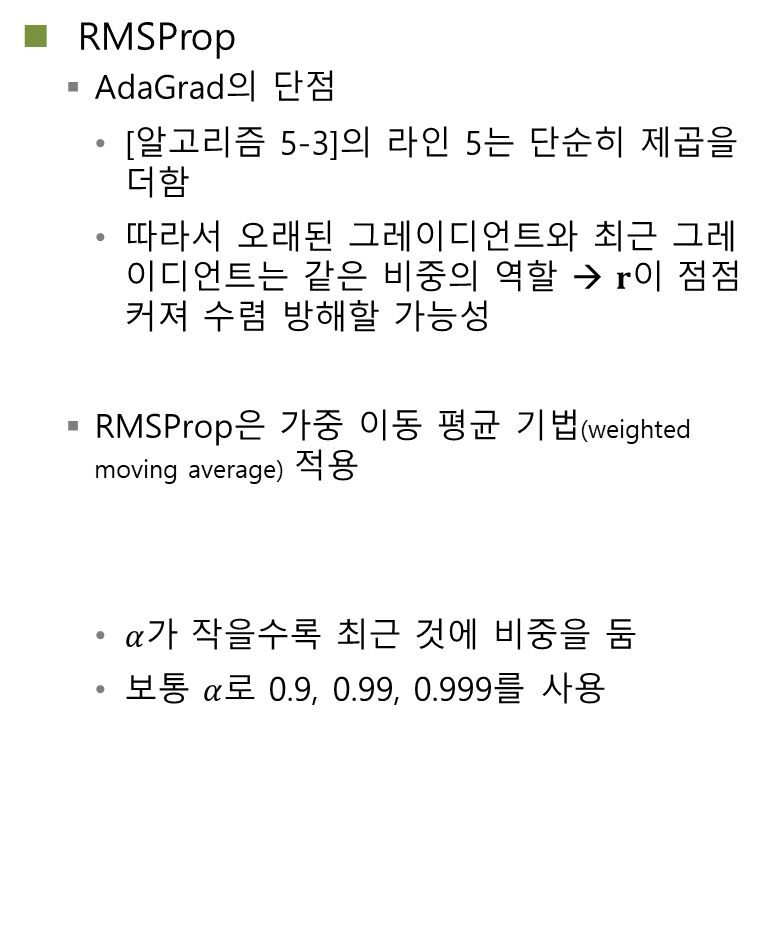 RMSProp
AdaGrad의 단점
[알고리즘 5-3]의 라인 5는 단순히 제곱을
더함
따라서 오래된 그레이디언트와 최근 그레
이디언트는 같은 비중의 역할 → r이 점점
커져 수렴 방해할 가능성
RMSProp은 가중 이동 평균 기법(weighted
moving average) 적용
α가 작을수록 최근 것에 비중을 둠
보통 α로 0.9, 0.99, 0.999를 사용